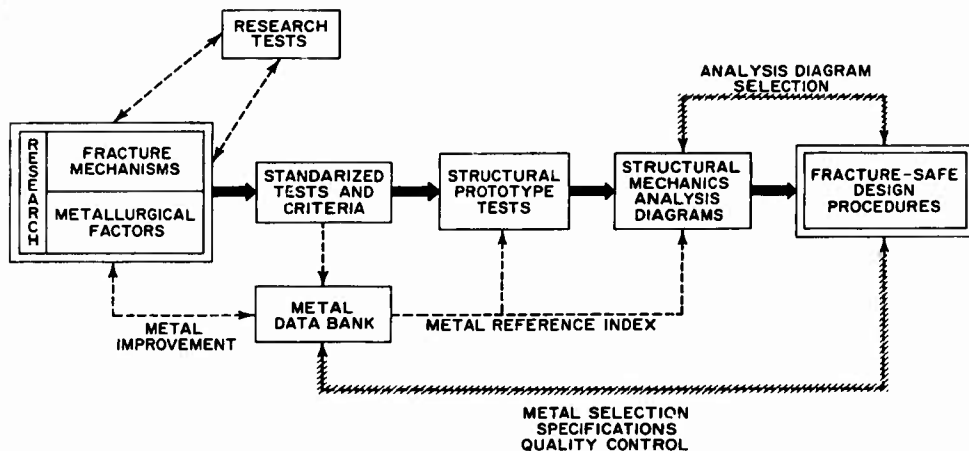 RESEARCH
TESTS
ANALYSIS DIAGRAM
SELECTION
RESEARCH
FRACTURE
MECHANISMS
METALLURGICAL
FACTORS
STANDARIZED
TESTS AND
CRITERIA
STRUCTURAL
PROTOTYPE
TESTS
STRUCTURAL
MECHANICS
ANALYSIS
DIAGRAMS
FRACTURE-SAFE
DESIGN
PROCEDURES
METAL
IMPROVEMENT
METAL
DATA BANK
METAL REFERENCE INDEX
METAL SELECTION
SPECIFICATIONS
QUALITY CONTROL